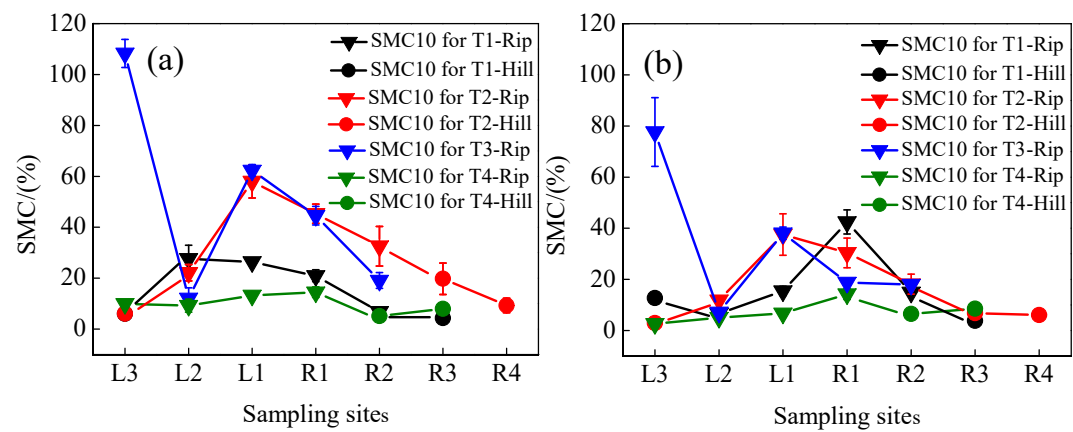 120
100
80
60
40
20
0
SMC/(%)
(a)
SMC10 for T1-Rip
SMC10 for T1-Hill
SMC10 for T2-Rip
SMC10 for T2-Hill
SMC10 for T3-Rip
SMC10 for T4-Rip
SMC10 for T4-Hill
L3 L2 L1 R1 R2 R3 R4
Sampling sites
120
100
80
60
40
20
0
SMC/(%)
(b)
SMC10 for T1-Rip
SMC10 for T1-Hill
SMC10 for T2-Rip
SMC10 for T2-Hill
SMC10 for T3-Rip
SMC10 for T4-Rip
SMC10 for T4-Hill
L3 L2 L1 R1 R2 R3 R4
Sampling sites